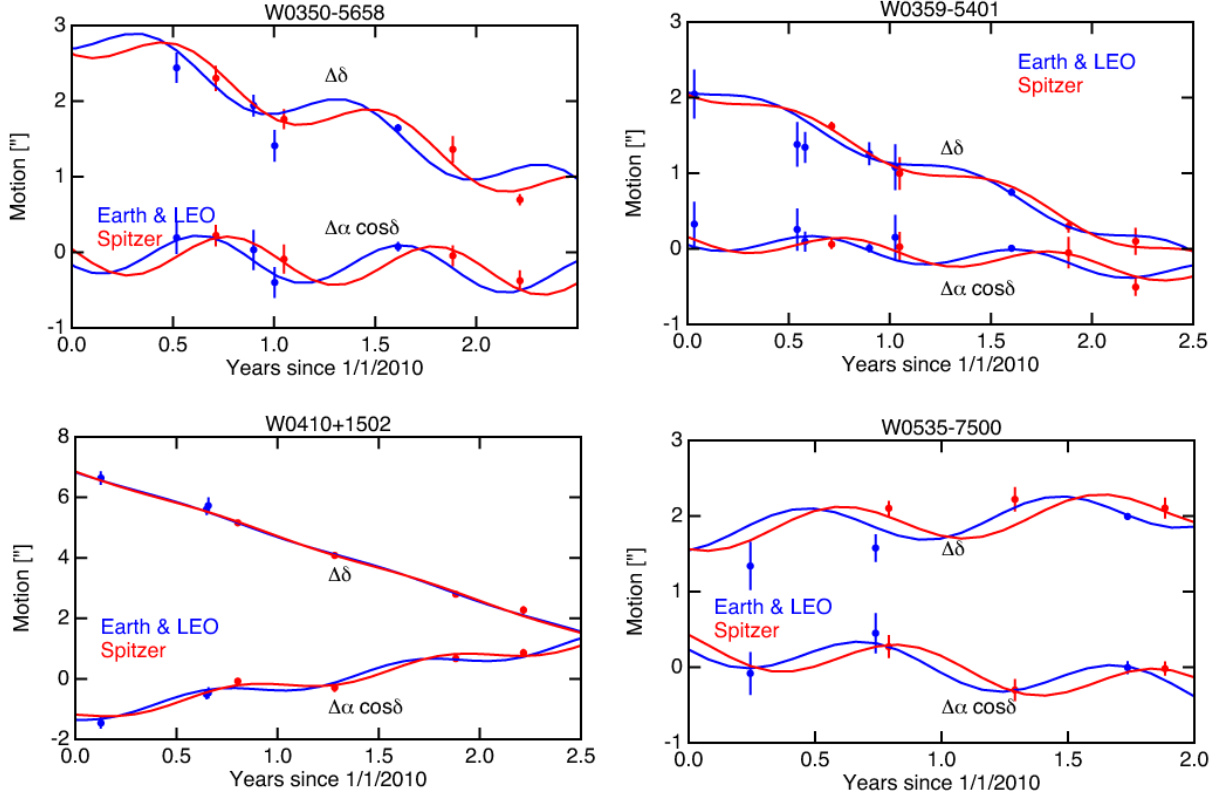 W0350-5658
3
2
1
0
-1
Motion ["]
Δδ
Earth & LEO
Spitzer
Δα cosδ
0.0 0.5 1.0 1.5 2.0
Years since 1/1/2010
W0359-5401
3
2
1
0
-1
Motion ["]
Earth & LEO
Spitzer
Δδ
Δα cosδ
0.0 0.5 1.0 1.5 2.0 2.5
Years since 1/1/2010
W0410+1502
8
6
4
2
0
-2
Motion ["]
Δδ
Earth & LEO
Spitzer
Δα cosδ
0.0 0.5 1.0 1.5 2.0 2.5
Years since 1/1/2010
W0535-7500
3
2
1
0
-1
Motion ["]
Δδ
Earth & LEO
Spitzer
Δα cosδ
0.0 0.5 1.0 1.5 2.0
Years since 1/1/2010